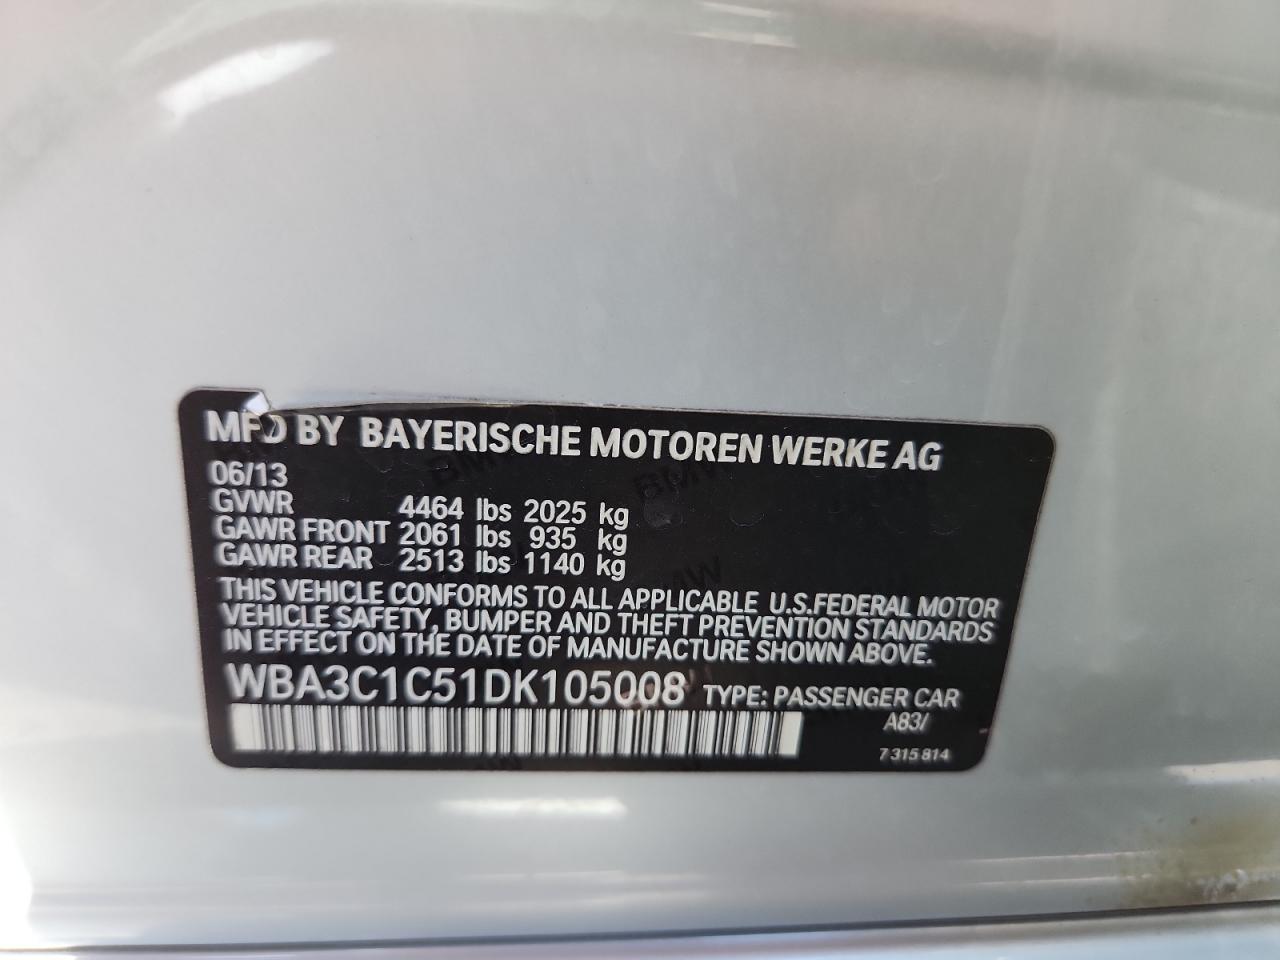 MFD BY BAYERISCHE MOTOREN WERKE AG
06/13
GVWR 4464 lbs 2025 kg
GAWR FRONT 2061 lbs 935 kg
GAWR REAR 2513 lbs 1140 kg
THIS VEHICLE CONFORMS TO ALL APPLICABLE U.S.FEDERAL MOTOR
VEHICLE SAFETY, BUMPER AND THEFT PREVENTION STANDARDS
IN EFFECT ON THE DATE OF MANUFACTURE SHOWN ABOVE.
WBA3C1C51DK105008 TYPE: PASSENGER CAR
A83/
7 315 814